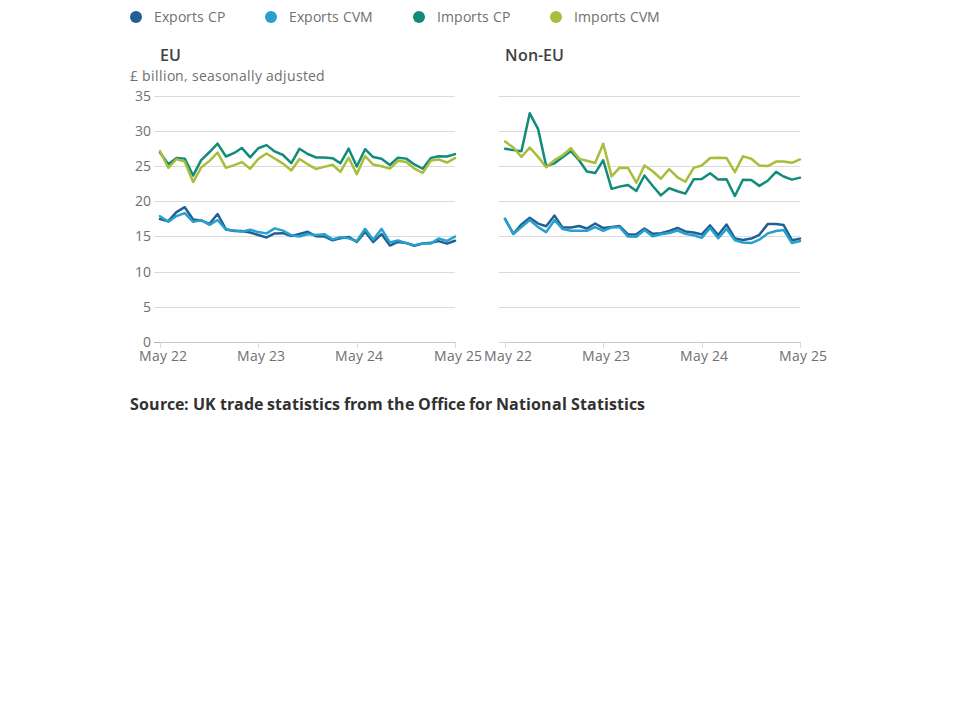 Exports CP Exports CVM Imports CP Imports CVM
EU
Non-EU
£ billion, seasonally adjusted
35
30
25
20
15
10
5
0
May 22 May 23 May 24 May 25 May 22 May 23 May 24 May 25
Source: UK trade statistics from the Office for National Statistics